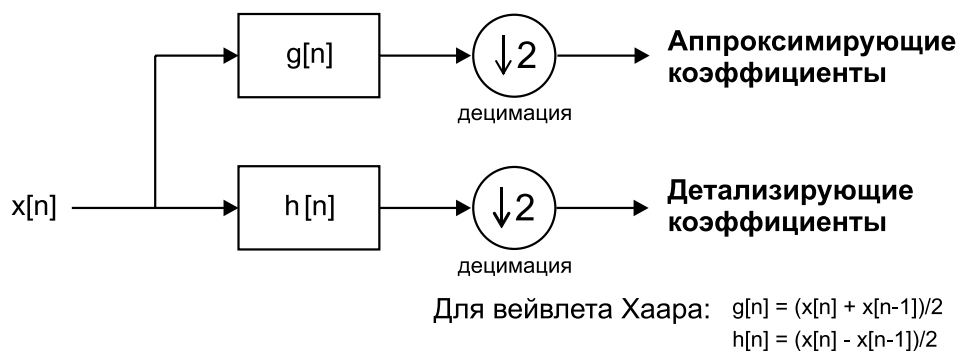 g[n]
↓2
Аппроксимирующие
коэффициенты
децимация
x[n]
h[n]
↓2
Детализирующие
коэффициенты
децимация
Для вейвлета Хаара: g[n] = (x[n] + x[n-1])/2
h[n] = (x[n] - x[n-1])/2